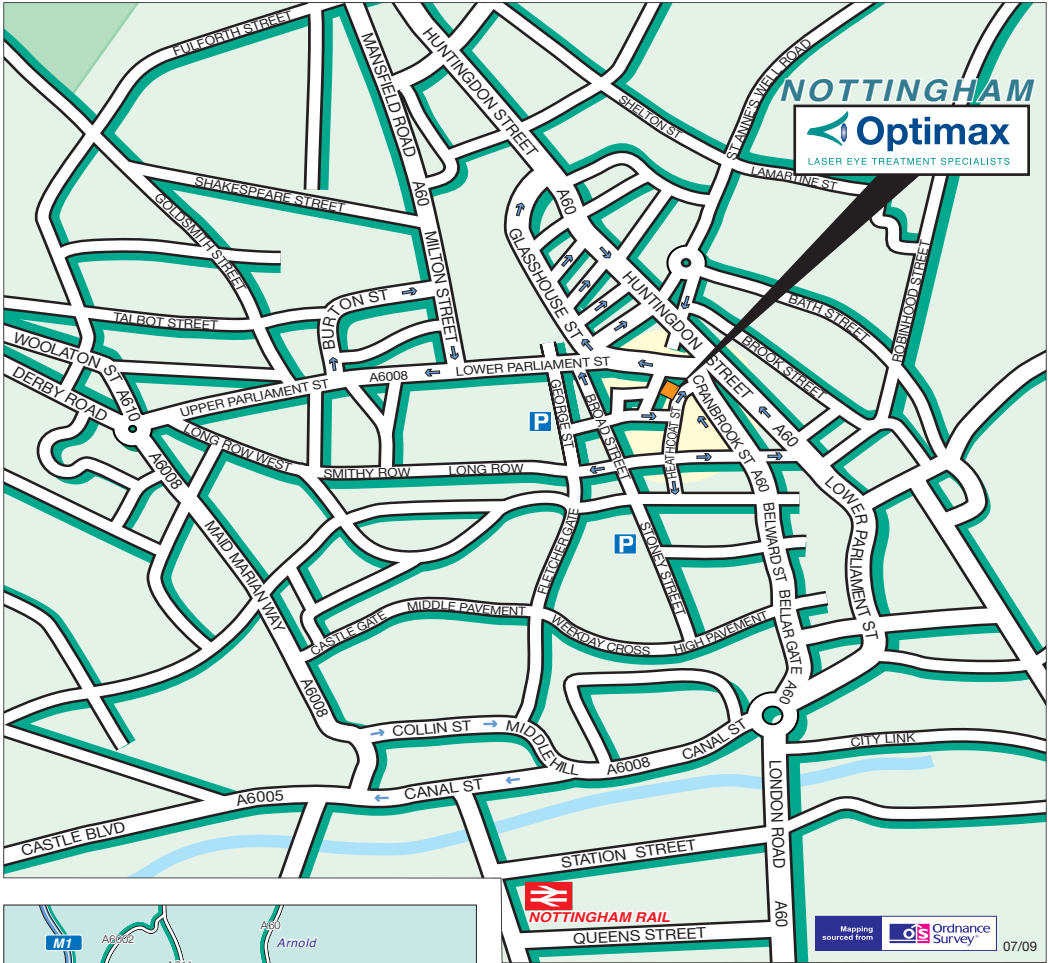 FULFORTH STREET
MANSFIELD ROAD
HUNTINGDON STREET
ST ANNE'S WELL ROAD
NOTTINGHAM
Optimax
LASER EYE TREATMENT SPECIALISTS
SHELTON ST
LAMARTINE ST
SHAKESPEARE STREET
GOLDSMITH STREET
A60
A60
GLASSHOUSE ST
MILTON STREET
HUNTINGDON
STREET
ROBINHOOD STREET
BATH STREET
BROOK STREET
BURTON ST
TALBOT STREET
WOOLATON ST
DERBY ROAD
A610
UPPER PARLIAMENT ST
A6008
LOWER PARLIAMENT ST
GEORGE ST
BROAD STREET
HEATHCOAT ST
CRANBROOK ST
A60
P
A6008
LONG ROW WEST
SMITHY ROW
LONG ROW
A60
LOWER PARLIAMENT ST
BELWARD ST
P
STONEY STREET
FLETCHER GATE
MAID MARIAN WAY
CASTLE GATE
MIDDLE PAVEMENT
WEEKDAY CROSS
HIGH PAVEMENT
BELLAR GATE
A60
A6008
COLLIN ST
MIDDLEHILL
A6008
CANAL ST
CITY LINK
A6005
CANAL ST
CASTLE BLVD
LONDON ROAD
STATION STREET
NOTTINGHAM RAIL
QUEENS STREET
A60
Mapping
sourced from
OS Ordnance
Survey®
07/09
M1
A6002
A60
Arnold